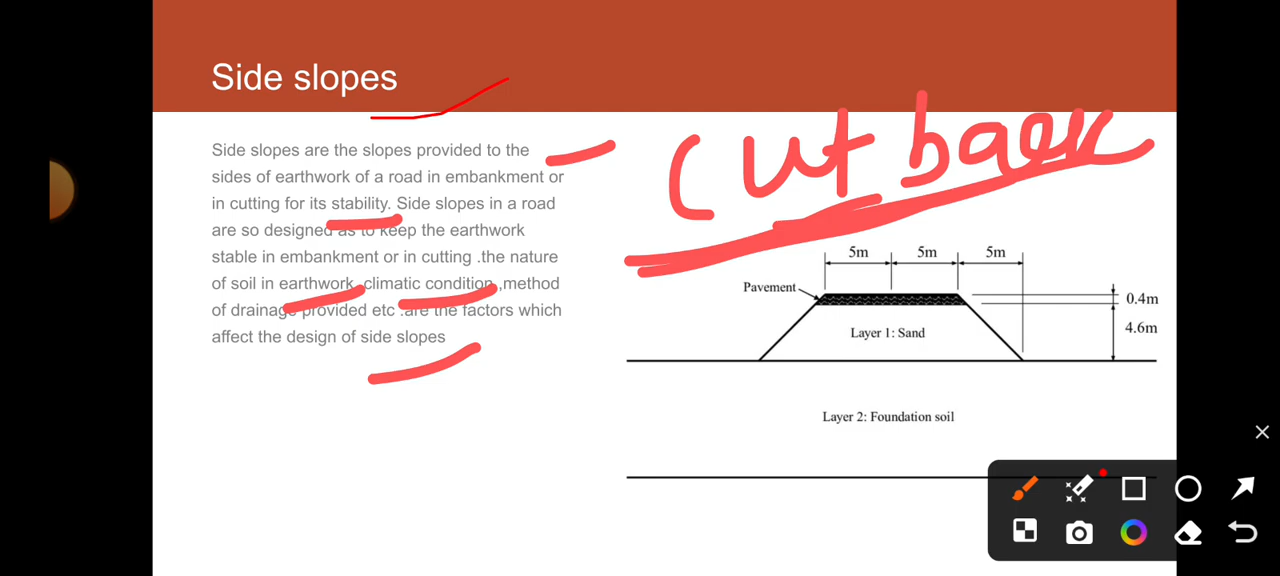 Side slopes
Side slopes are the slopes provided to the
sides of earthwork of a road in embankment or
in cutting for its stability. Side slopes in a road
are so designed as to keep the earthwork
stable in embankment or in cutting .the nature
of soil in earthwork ,climatic condition ,method
of drainage provided etc .are the factors which
affect the design of side slopes
Cut back
5m 5m 5m
Pavement
0.4m
Layer 1: Sand
4.6m
Layer 2: Foundation soil